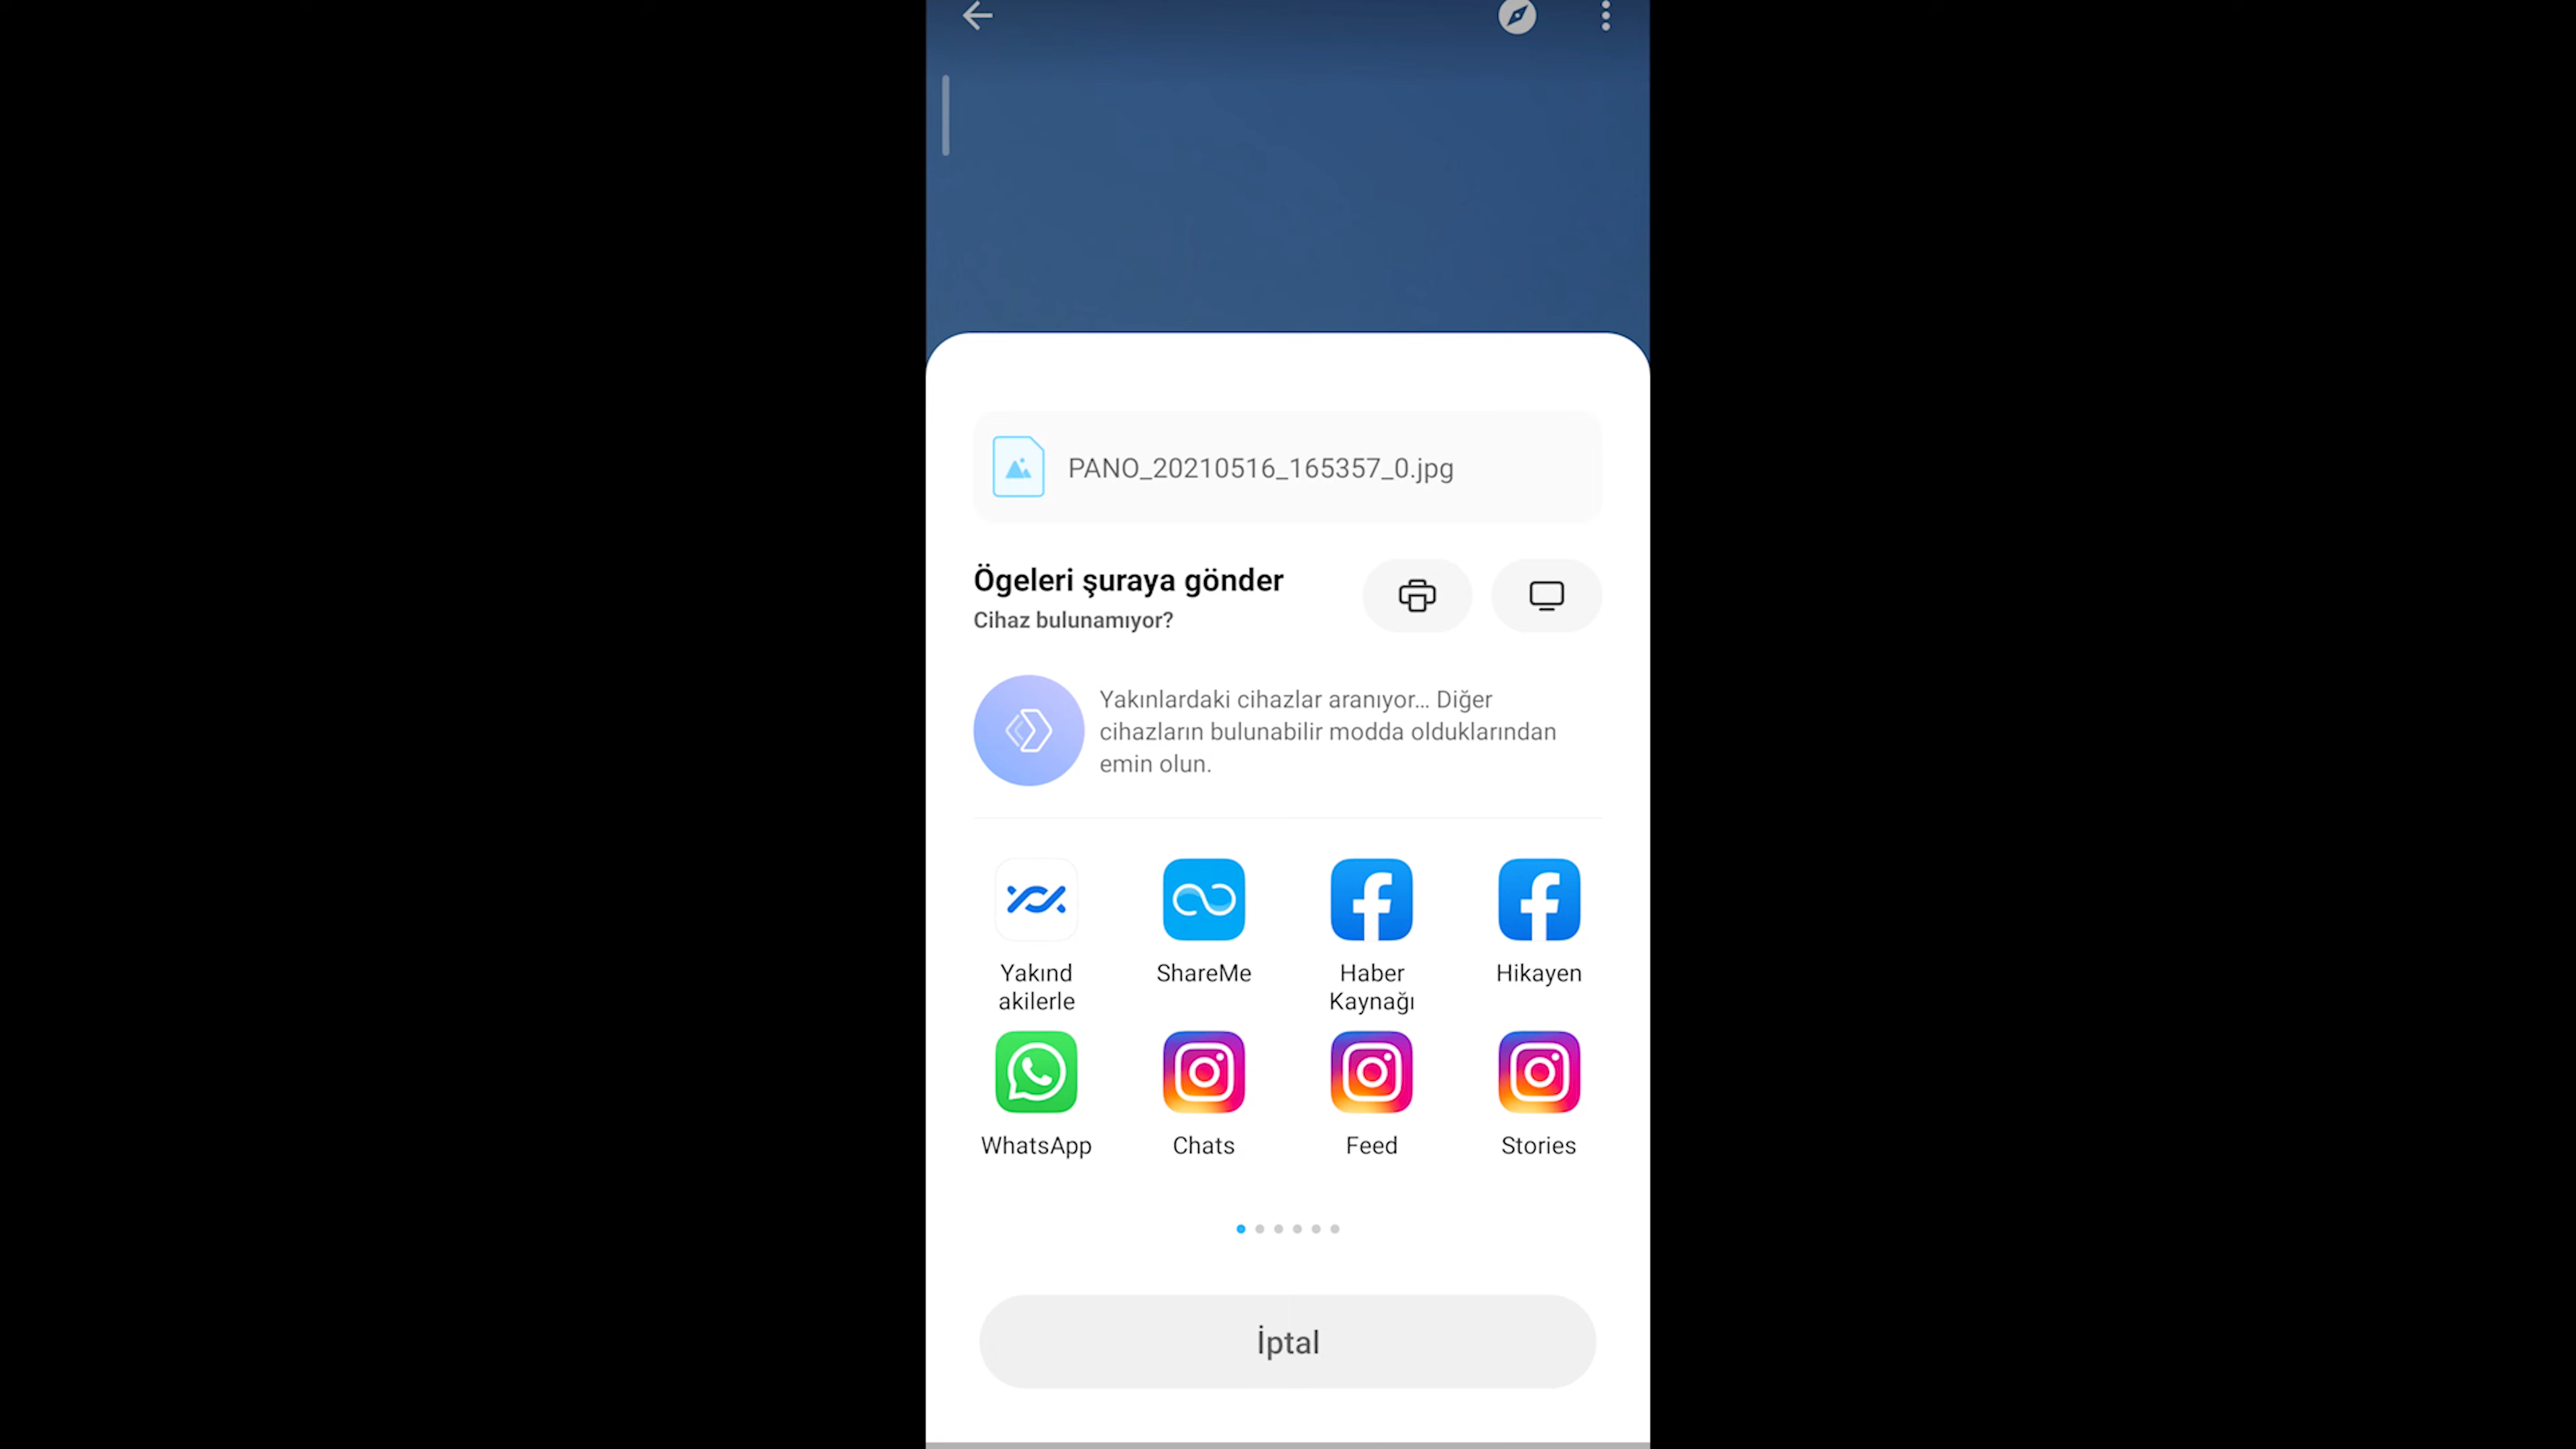 PANO_20210516_165357_0.jpg
Ögeleri şuraya gönder
Cihaz bulunamıyor?
Yakınlardaki cihazlar aranıyor... Diğer
cihazların bulunabilir modda olduklarından
emin olun.
Yakınd
akilerle
ShareMe
Haber
Kaynağı
Hikayen
WhatsApp
Chats
Feed
Stories
İptal